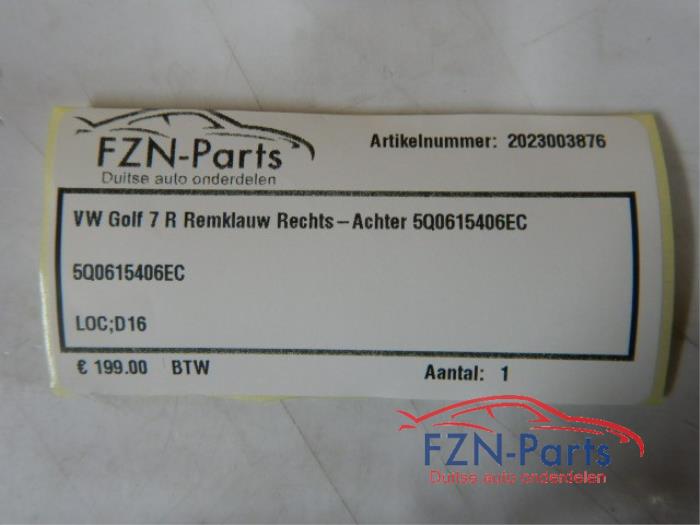 FZN-Parts
Duitse auto onderdelen
Artikelnummer: 2023003876
VW Golf 7 R Remklauw Rechts-Achter 5Q0615406EC
5Q0615406EC
LOC;D16
€ 199.00 BTW
Aantal: 1
FZN-Parts
Duitse auto onderdelen